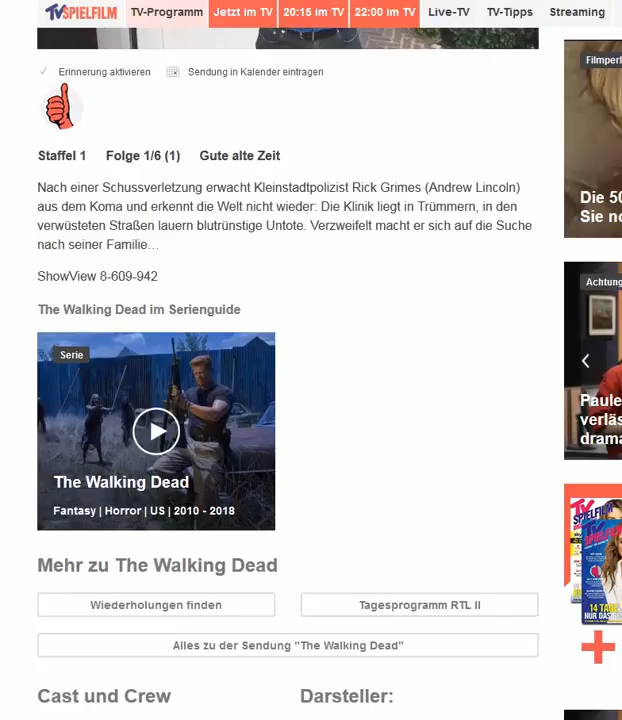 TVSPIELFILM TV-Programm Jetzt im TV 20:15 im TV 22:00 im TV Live-TV TV-Tipps Streaming
Erinnerung aktivieren Sendung in Kalender eintragen
Staffel 1 Folge 1/6 (1) Gute alte Zeit
Nach einer Schussverletzung erwacht Kleinstadtpolizist Rick Grimes (Andrew Lincoln)
aus dem Koma und erkennt die Welt nicht wieder: Die Klinik liegt in Trümmern, in den
verwüsteten Straßen lauern blutrünstige Untote. Verzweifelt macht er sich auf die Suche
nach seiner Familie…
ShowView 8-609-942
The Walking Dead im Serienguide
Serie
The Walking Dead
Fantasy | Horror | US | 2010 - 2018
Mehr zu The Walking Dead
Wiederholungen finden
Tagesprogramm RTL II
Alles zu der Sendung "The Walking Dead"
Cast und Crew
Darsteller:
Filmperl
Die 50
Sie no
Achtung
Paule
verläs
drama
TV
SPIELFILM
14 TAGE